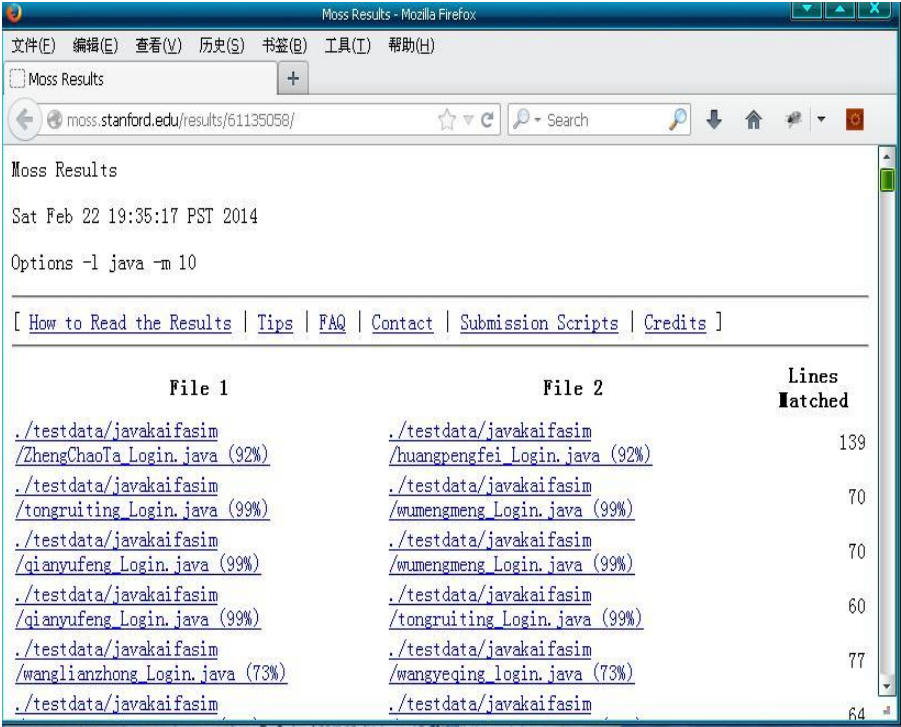 Moss Results - Mozilla Firefox
文件(F) 编辑(E) 查看(V) 历史(S) 书签(B) 工具(T) 帮助(H)
Moss Results +
moss.stanford.edu/results/61135058/ Search
Moss Results
Sat Feb 22 19:35:17 PST 2014
Options -l java -m 10
[ How to Read the Results | Tips | FAQ | Contact | Submission Scripts | Credits ]
File 1 File 2 Lines Matched
./testdata/javakaifasim ./testdata/javakaifasim
/ZhengChaoTa_Login.java (92%) /huangpengfei_Login.java (92%) 139
./testdata/javakaifasim ./testdata/javakaifasim
/tongruiting_Login.java (99%) /wumengmeng_Login.java (99%) 70
./testdata/javakaifasim ./testdata/javakaifasim
/qianyufeng_Login.java (99%) /wumengmeng_Login.java (99%) 70
./testdata/javakaifasim ./testdata/javakaifasim
/qianyufeng_Login.java (99%) /tongruiting_Login.java (99%) 60
./testdata/javakaifasim ./testdata/javakaifasim
/wanglianzhong_Login.java (73%) /wangyeqing_login.java (73%) 77
./testdata/javakaifasim ./testdata/javakaifasim 64